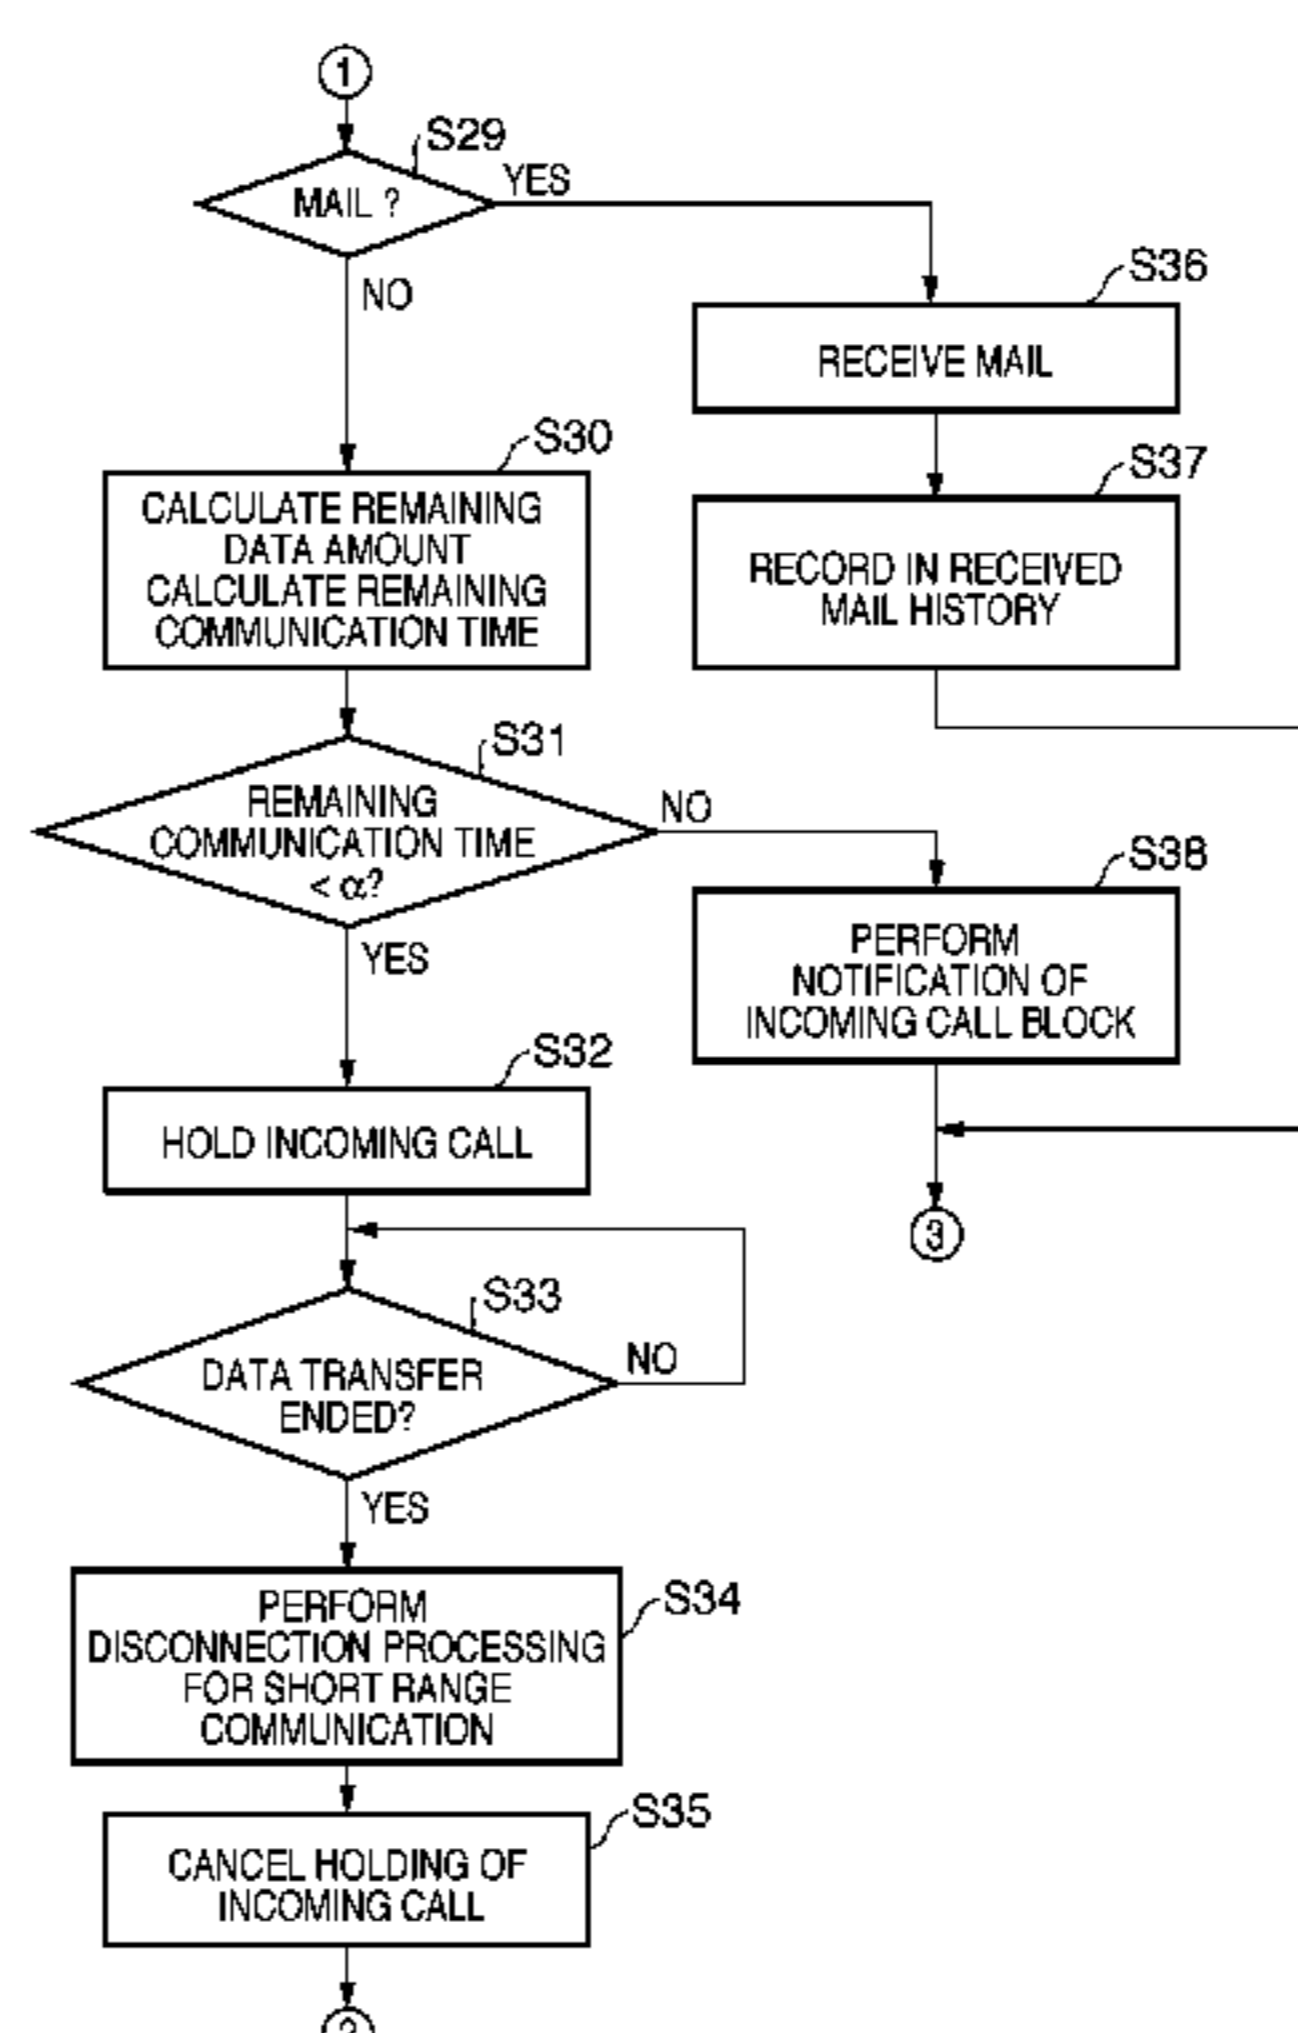 1
S29
MAIL ?
YES
NO
S36
RECEIVE MAIL
S37
RECORD IN RECEIVED
MAIL HISTORY
S30
CALCULATE REMAINING
DATA AMOUNT
CALCULATE REMAINING
COMMUNICATION TIME
S31
REMAINING
COMMUNICATION TIME
< α?
NO
YES
S38
PERFORM
NOTIFICATION OF
INCOMING CALL BLOCK
3
S32
HOLD INCOMING CALL
S33
DATA TRANSFER
ENDED?
NO
YES
S34
PERFORM
DISCONNECTION PROCESSING
FOR SHORT RANGE
COMMUNICATION
S35
CANCEL HOLDING OF
INCOMING CALL